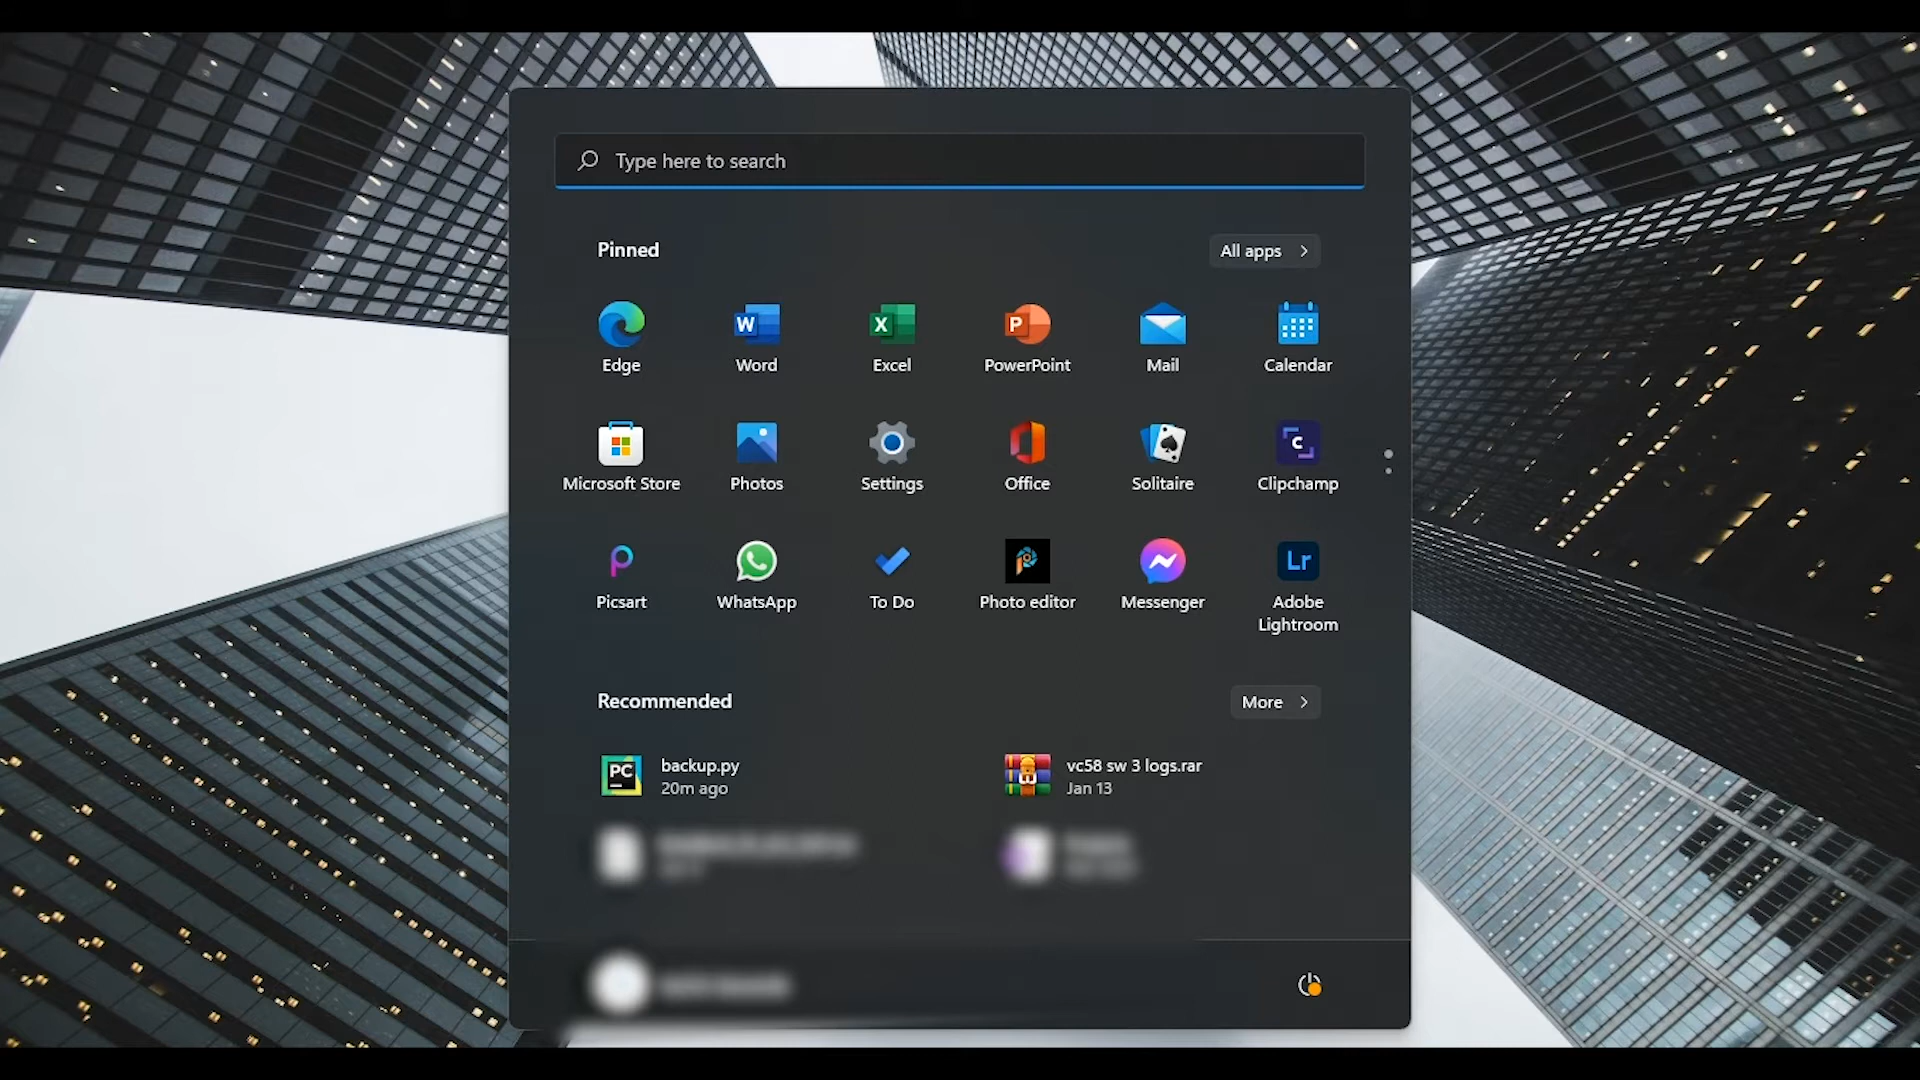 Type here to search
Pinned
All apps
Edge
Word
Excel
PowerPoint
Mail
Calendar
Microsoft Store
Photos
Settings
Office
Solitaire
Clipchamp
Picsart
WhatsApp
To Do
Photo editor
Messenger
Adobe
Lightroom
Recommended
More
backup.py
20m ago
vc58 sw 3 logs.rar
Jan 13